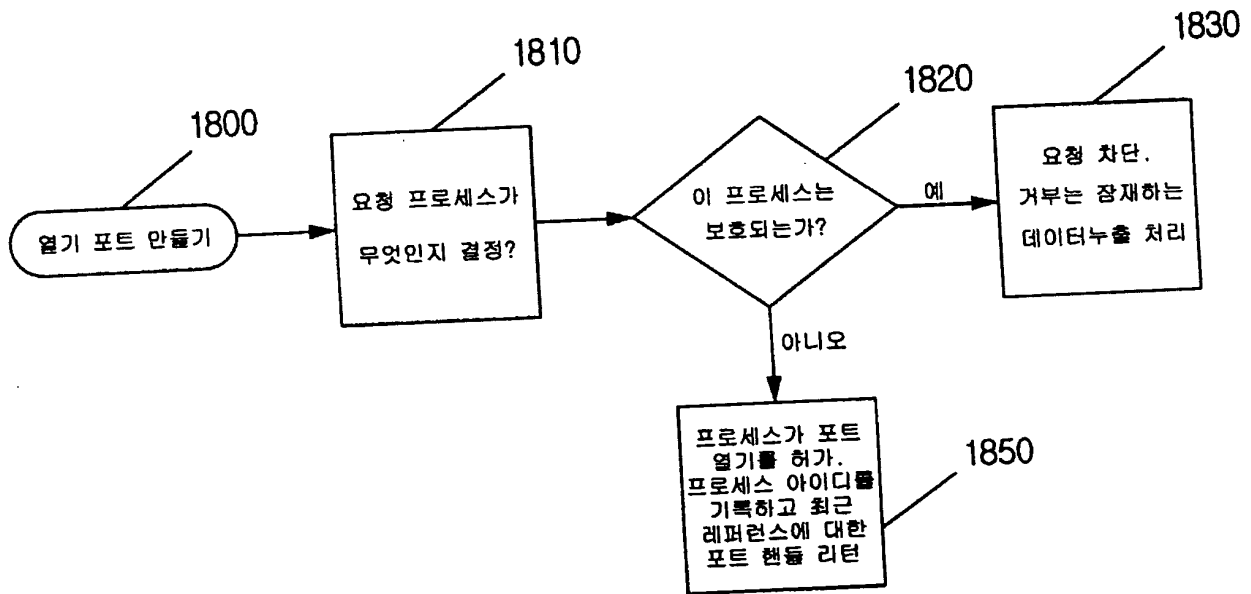 1800
열기 포트 만들기
1810
요청 프로세스가
무엇인지 결정?
1820
이 프로세스는
보호되는가?
예
1830
요청 차단.
거부는 잠재하는
데이터누출 처리
아니오
1850
프로세스가 포트
열기를 허가.
프로세스 아이디를
기록하고 최근
레퍼런스에 대한
포트 핸들 리턴